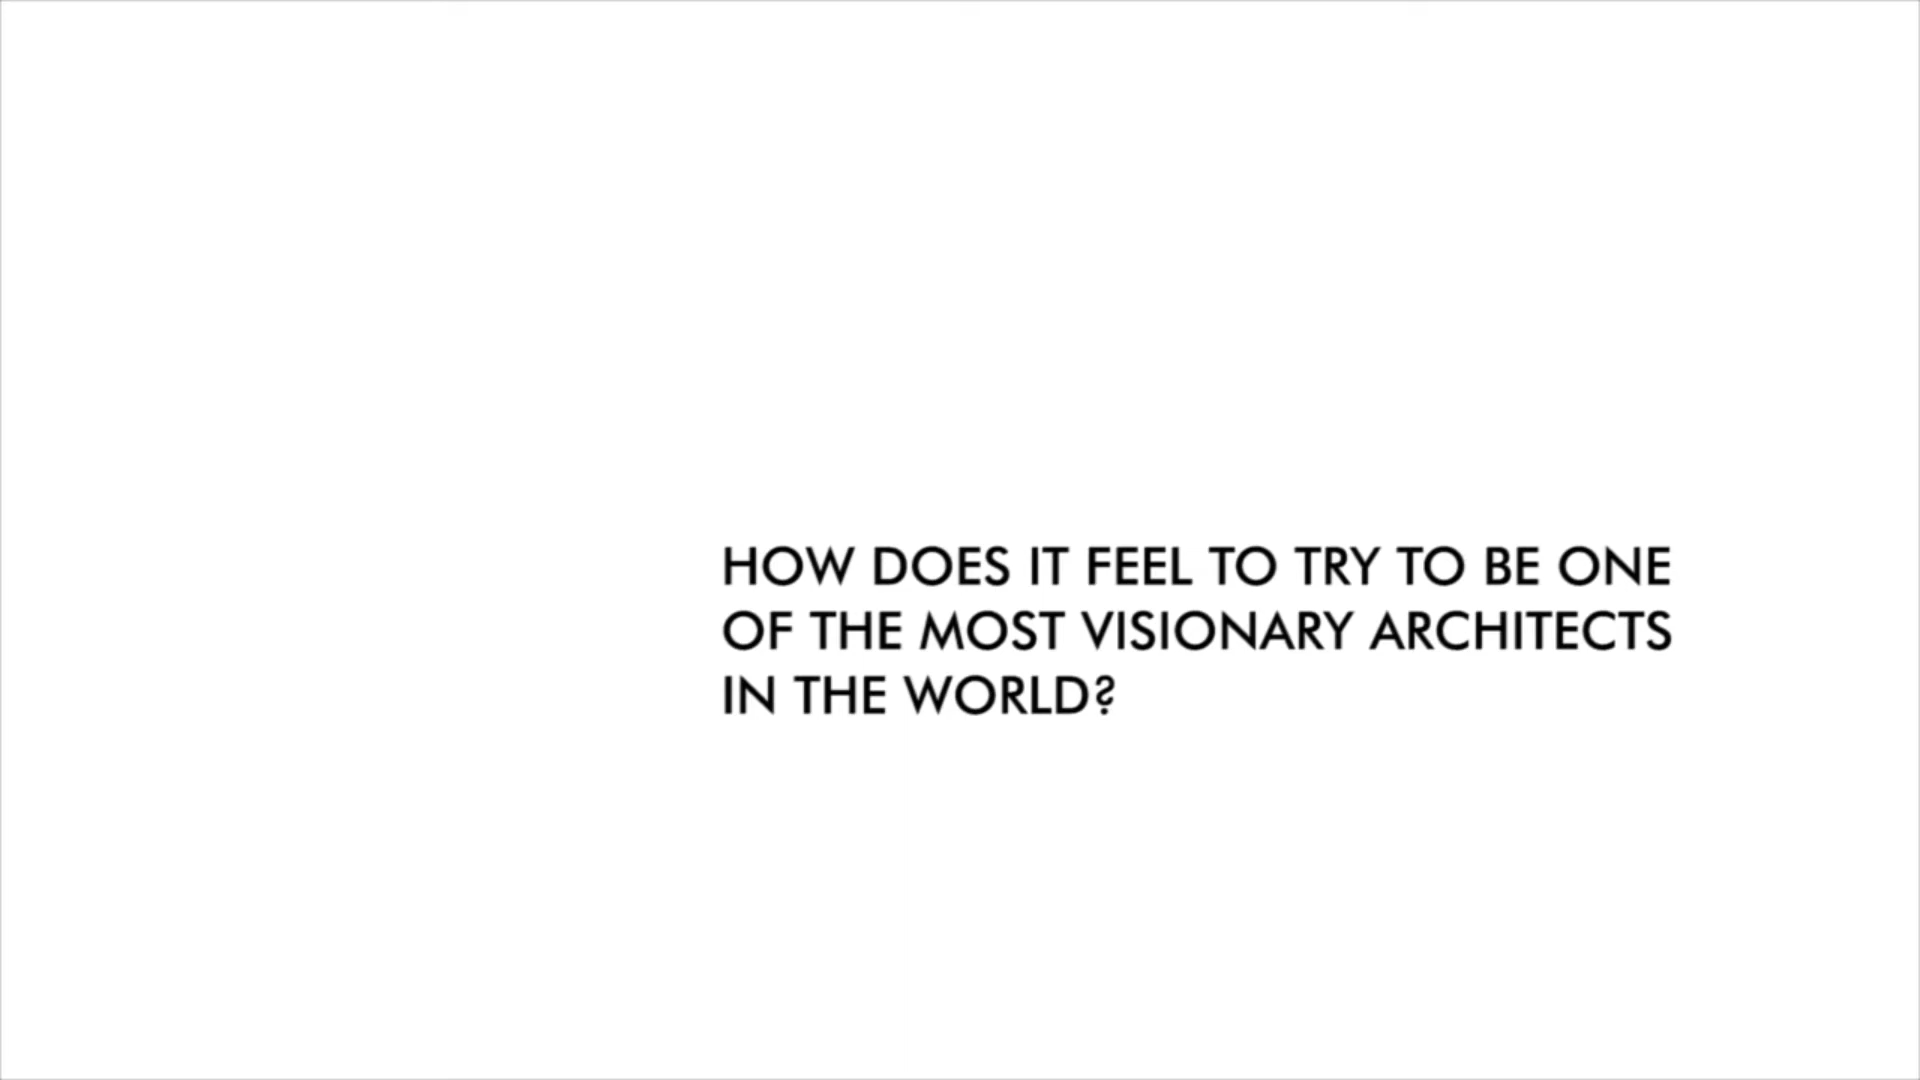 HOW DOES IT FEEL TO TRY TO BE ONE
OF THE MOST VISIONARY ARCHITECTS
IN THE WORLD?